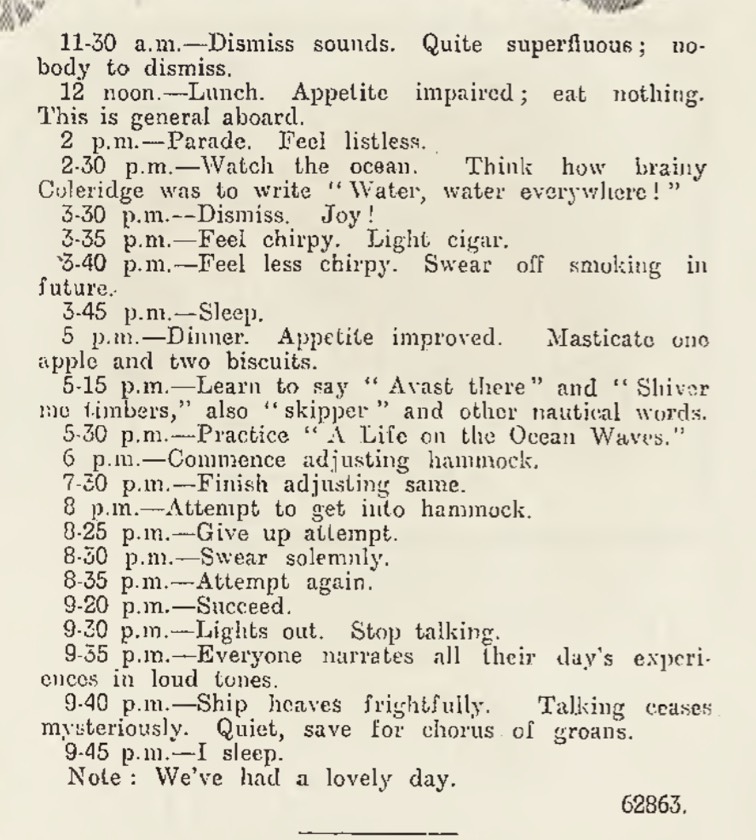 11-30 a.m.—Dismiss sounds. Quite superfluous; no-
body to dismiss.
12 noon.—Lunch. Appetite impaired; eat nothing.
This is general aboard.
2 p.m.—Parade. Feel listless.
2-30 p.m.—Watch the ocean. Think how brainy
Coleridge was to write "Water, water everywhere!"
3-30 p.m.--Dismiss. Joy!
3-35 p.m.—Feel chirpy. Light cigar.
3-40 p.m.—Feel less chirpy. Swear off smoking in
future.
3-45 p.m.—Sleep.
5 p.m.—Dinner. Appetite improved. Masticate one
apple and two biscuits.
5-15 p.m.—Learn to say "Avast there" and "Shiver
me timbers," also "skipper" and other nautical words.
5-30 p.m.—Practice "A Life on the Ocean Waves."
6 p.m.—Commence adjusting hammock.
7-30 p.m.—Finish adjusting same.
8 p.m.—Attempt to get into hammock.
8-25 p.m.—Give up attempt.
8-30 p.m.—Swear solemnly.
8-35 p.m.—Attempt again.
9-20 p.m.—Succeed.
9-30 p.m.—Lights out. Stop talking.
9-35 p.m.—Everyone narrates all their day's experi-
ences in loud tones.
9-40 p.m.—Ship heaves frightfully. Talking ceases
mysteriously. Quiet, save for chorus of groans.
9-45 p.m.—I sleep.
Note: We've had a lovely day.
62863.